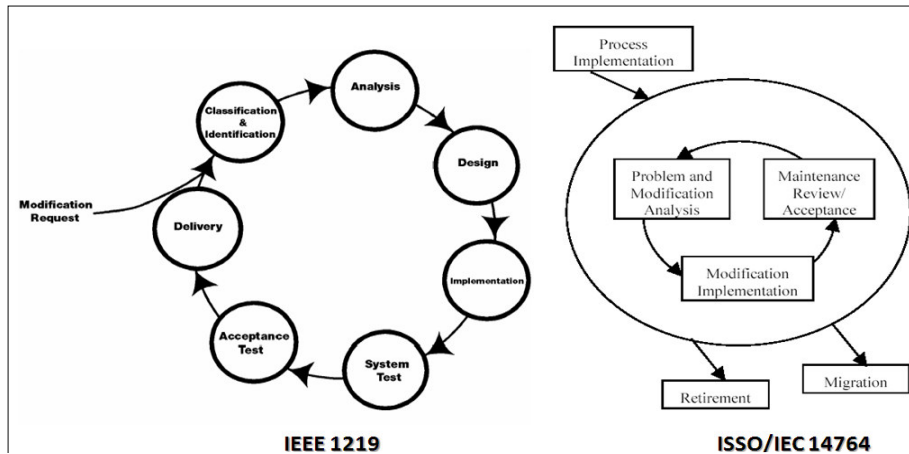 Classification
&
Identification
Analysis
Design
Implementation
System
Test
Acceptance
Test
Delivery
Modification
Request
IEEE 1219
Process
Implementation
Problem and
Modification
Analysis
Maintenance
Review/
Acceptance
Modification
Implementation
Retirement
Migration
ISSO/IEC 14764